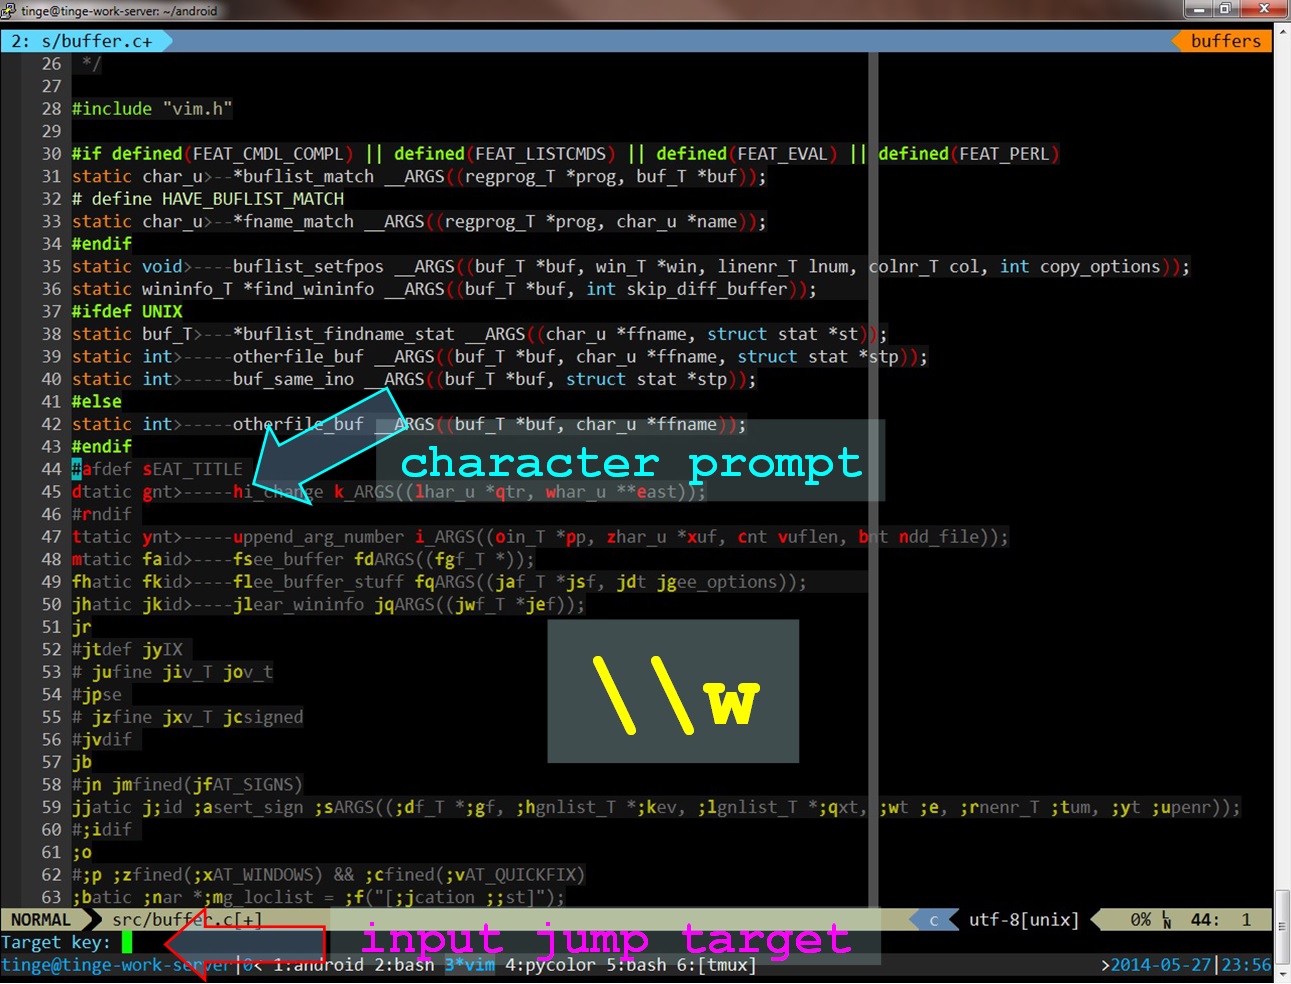 tinge@tinge-work-server: ~/android
2: s/buffer.c+ buffers
26 */
27
28 #include "vim.h"
29
30 #if defined(FEAT_CMDL_COMPL) || defined(FEAT_LISTCMDS) || defined(FEAT_EVAL) || defined(FEAT_PERL)
31 static char_u>--*buflist_match __ARGS((regprog_T *prog, buf_T *buf));
32 # define HAVE_BUFLIST_MATCH
33 static char_u>--*fname_match __ARGS((regprog_T *prog, char_u *name));
34 #endif
35 static void>----buflist_setfpos __ARGS((buf_T *buf, win_T *win, linenr_T lnum, colnr_T col, int copy_options));
36 static wininfo_T *find_wininfo __ARGS((buf_T *buf, int skip_diff_buffer));
37 #ifdef UNIX
38 static buf_T>---*buflist_findname_stat __ARGS((char_u *ffname, struct stat *st));
39 static int>-----otherfile_buf __ARGS((buf_T *buf, char_u *ffname, struct stat *stp));
40 static int>-----buf_same_ino __ARGS((buf_T *buf, struct stat *stp));
41 #else
42 static int>-----otherfile_buf __ARGS((buf_T *buf, char_u *ffname));
43 #endif
44 #afdef sEAT_TITLE
character prompt
45 dtatic gnt>-----hi_change k_ARGS((lhar_u *qtr, whar_u **east));
46 #rndif
47 ttatic ynt>-----uppend_arg_number i_ARGS((oin_T *pp, zhar_u *xuf, cnt vuflen, bnt ndd_file));
48 mtatic faid>----fsee_buffer fdARGS((fgf_T *));
49 fhatic fkid>----flee_buffer_stuff fqARGS((jaf_T *jsf, jdt jgee_options));
50 jhatic jkid>----jlear_wininfo jqARGS((jwf_T *jef));
51 jr
52 #jtdef jyIX
53 # jufine jiv_T jov_t
54 #jpse
\\w
55 # jzfine jxv_T jcsigned
56 #jvdif
57 jb
58 #jn jmfined(jfAT_SIGNS)
59 jjatic j;id ;asert_sign ;sARGS((;df_T *;gf, ;hgnlist_T *;kev, ;lgnlist_T *;qxt, ;wt ;e, ;rnenr_T ;tum, ;yt ;upenr));
60 #;idif
61 ;o
62 #;p ;zfined(;xAT_WINDOWS) && ;cfined(;vAT_QUICKFIX)
63 ;batic ;nar *;mg_loclist = ;f("[;jcation ;;st]");
NORMAL src/buffer.c[+] c utf-8[unix] 0% LN 44: 1
Target key:
input jump target
tinge@tinge-work-server|0< 1:android 2:bash 3*vim 4:pycolor 5:bash 6:[tmux] >2014-05-27|23:56